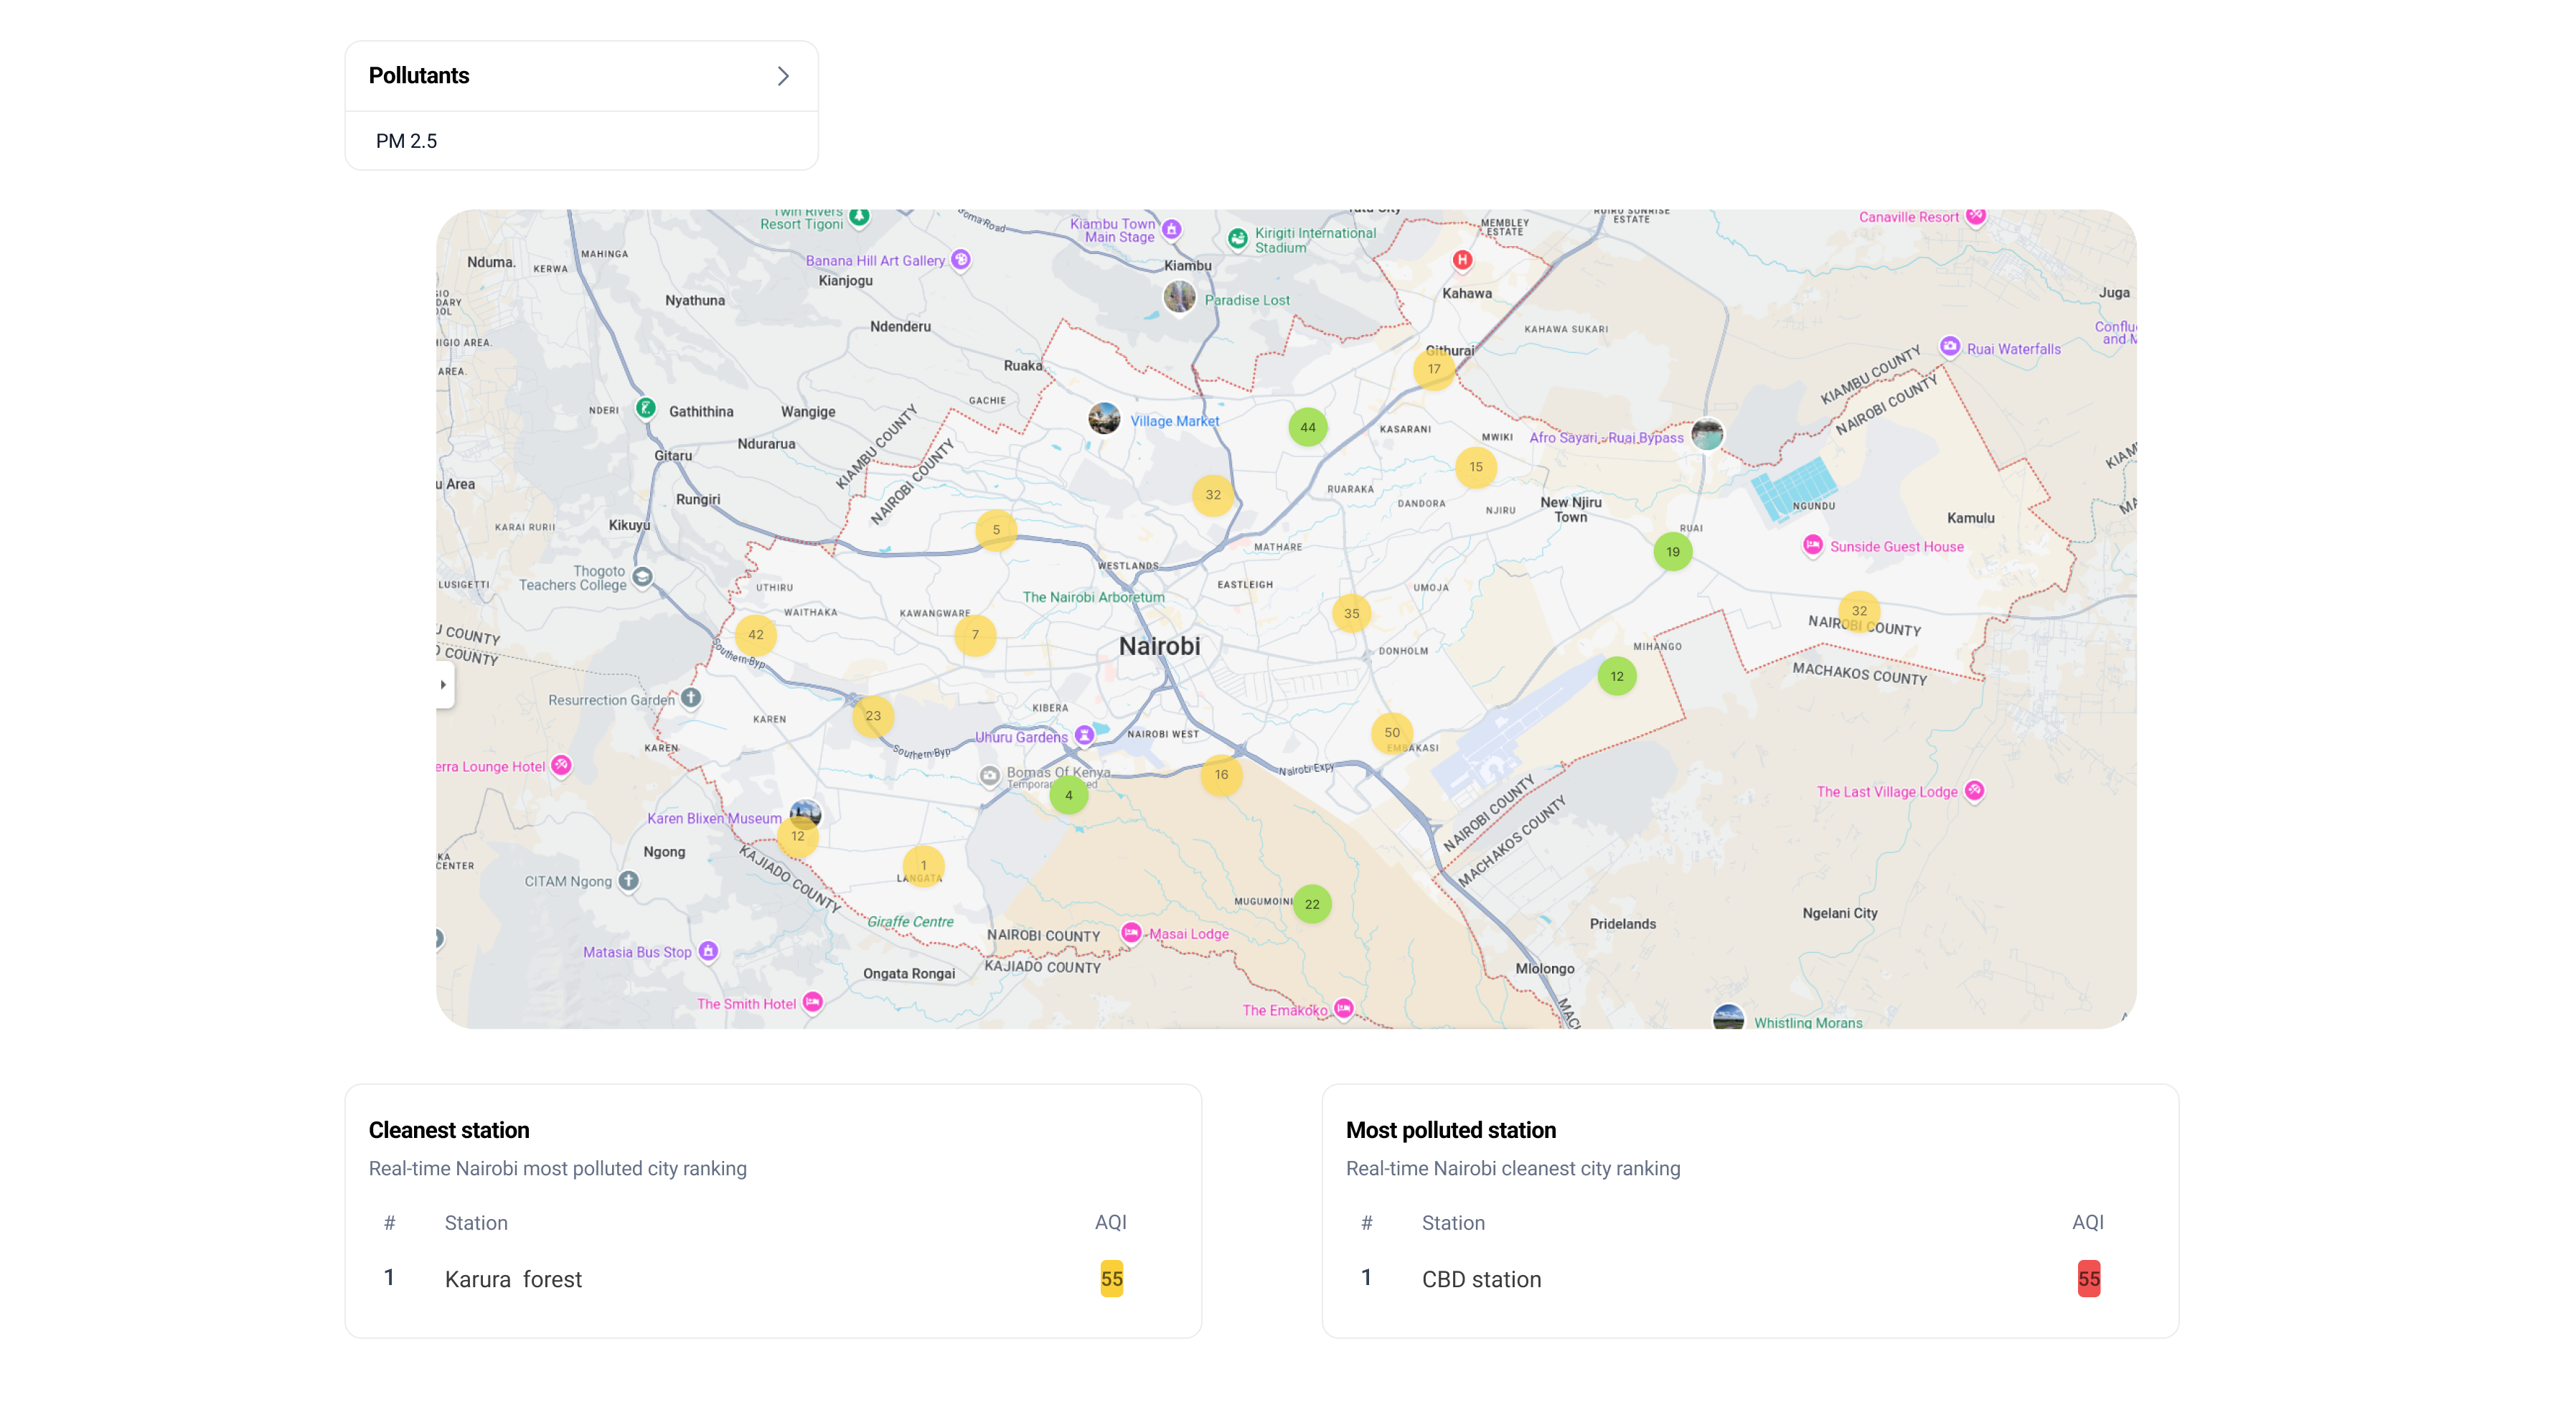 Pollutants
PM 2.5
Twin Rivers
Resort Tigoni
Kiambu Town
Main Stage
Kirigiti International
Stadium
MEMBLEY
ESTATE
RUIRU SUNRISE
ESTATE
Canaville Resort
Nduma.
KERWA
MAHINGA
Banana Hill Art Gallery
Kianjogu
Kiambu
Kahawa
Juga
Nyathuna
Paradise Lost
Ndenderu
KAHAWA SUKARI
Ruaka
Githurai
17
Ruai Waterfalls
KIAMBU COUNTY
NAIROBI COUNTY
NDERI
Gathithina
Wangige
GACHIE
Village Market
44
KASARANI
MWIKI
Afro Sayari - Ruai Bypass
Ndurarua
Gitaru
KIAMBU COUNTY
NAIROBI COUNTY
15
Rungiri
32
RUARAKA
DANDORA
NJIRU
New Njiru
Town
NGUNDU
Kamulu
KARAI RURII
Kikuyu
5
RUAI
19
Sunside Guest House
MATHARE
WESTLANDS
Thogoto
Teachers College
LUSIGETTI
UTHIRU
EASTLEIGH
UMOJA
The Nairobi Arboretum
WAITHAKA
KAWANGWARE
35
32
NAIROBI COUNTY
42
7
Nairobi
DONHOLM
MIHANGO
Southern Byp
MACHAKOS COUNTY
12
Resurrection Garden
KIBERA
KAREN
23
Uhuru Gardens
NAIROBI WEST
50
EMBAKASI
KAREN
Southern Byp
Bomas Of Kenya
16
Nairobi Expy
4
NAIROBI COUNTY
MACHAKOS COUNTY
The Last Village Lodge
Karen Blixen Museum
12
Ngong
KAJIADO COUNTY
1
LANGATA
CITAM Ngong
22
MUGUMOINI
Giraffe Centre
Pridelands
Ngelani City
NAIROBI COUNTY
Masai Lodge
Matasia Bus Stop
KAJIADO COUNTY
Ongata Rongai
Mlolongo
The Smith Hotel
The Emakoko
Whistling Morans
Cleanest station
Real-time Nairobi most polluted city ranking
# Station AQI
1 Karura forest 55
Most polluted station
Real-time Nairobi cleanest city ranking
# Station AQI
1 CBD station 55